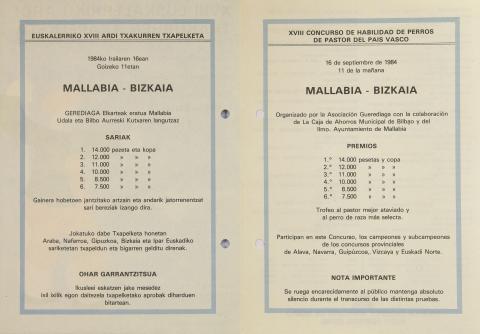 EUSKALERRIKO XVIII ARDI TXAKURREN TXAPELKETA
1984ko Irailaren 16ean
Goizeko 11etan
MALLABIA - BIZKAIA
GEREDIAGA Elkarteak eratua Mallabia
Udala eta Bilbo Aurreski Kutxaren languntzaz
SARIAK
1. 14.000 pezeta eta kopa
2. 12.000 » » »
3. 11.000 » » »
4. 10.000 » » »
5. 8.500 » » »
6. 7.500 » » »
Gainera hobetoen jantzitako artzain eta andarik jatorrenentzat
sari bereziak izango dira.
Jokatuko dabe Txapelketa honetan
Araba, Nafarroa, Gipuzkoa, Bizkaia eta Ipar Euskadiko
sariketetan txapeldun eta bigarren gelditu direnak.
OHAR GARRANTZITSUA
Ikusleei eskatzen jake mesedez
ixil ixilik egon daitezela txapelketako aprobak diharduen
bitartean.
XVIII CONCURSO DE HABILIDAD DE PERROS
DE PASTOR DEL PAIS VASCO
16 de septiembre de 1984
11 de la mañana
MALLABIA - BIZKAIA
Organizado por la Asociación Guerediaga con la colaboración
de La Caja de Ahorros Municipal de Bilbao y del
Ilmo. Ayuntamiento de Mallabia
PREMIOS
1.º 14.000 pesetas y copa
2.º 12.000 » » »
3.º 11.000 » » »
4.º 10.000 » » »
5.º 8.500 » » »
6.º 7.500 » » »
Trofeo al pastor mejor ataviado y
al perro de raza más selecta.
Participan en este Concurso, los campeones y subcampeones
de los concursos provinciales
de Alava, Navarra, Guipúzcoa, Vizcaya y Euskadi Norte.
NOTA IMPORTANTE
Se ruega encarecidamente al público mantenga absoluto
silencio durante el transcurso de las distintas pruebas.